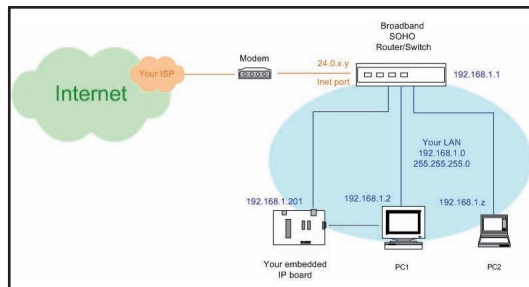 Broadband
SOHO
Router/Switch
Modem
Your ISP
24.0.x.y
Inet port
192.168.1.1
Internet
Your LAN
192.168.1.0
255.255.255.0
192.168.1.201
192.168.1.2
192.168.1.z
Your embedded
IP board
PC1
PC2